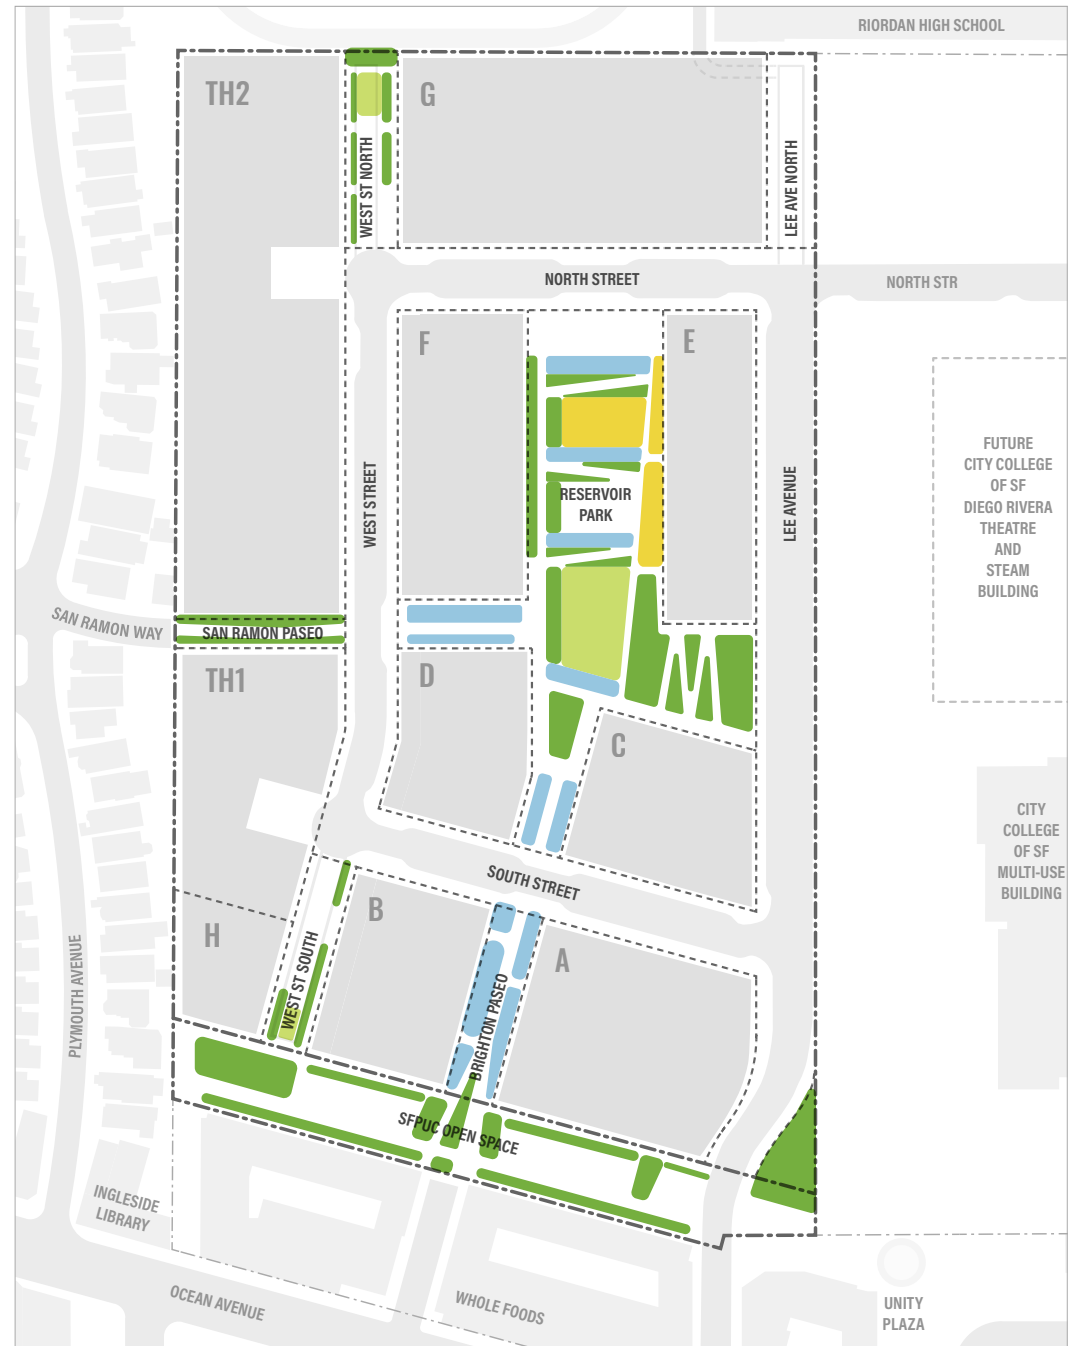 RIORDAN HIGH SCHOOL
TH2
G
WEST ST NORTH
LEE AVE NORTH
NORTH STREET
NORTH STR
F
E
FUTURE
CITY COLLEGE
OF SF
DIEGO RIVERA
THEATRE
AND
STEAM
BUILDING
WEST STREET
RESERVOIR
PARK
LEE AVENUE
SAN RAMON WAY
SAN RAMON PASEO
TH1
D
C
CITY
COLLEGE
OF SF
MULTI-USE
BUILDING
SOUTH STREET
B
H
A
PLYMOUTH AVENUE
WEST ST SOUTH
BRIGHTON PASEO
SFPUC OPEN SPACE
INGLESIDE
LIBRARY
OCEAN AVENUE
WHOLE FOODS
UNITY
PLAZA